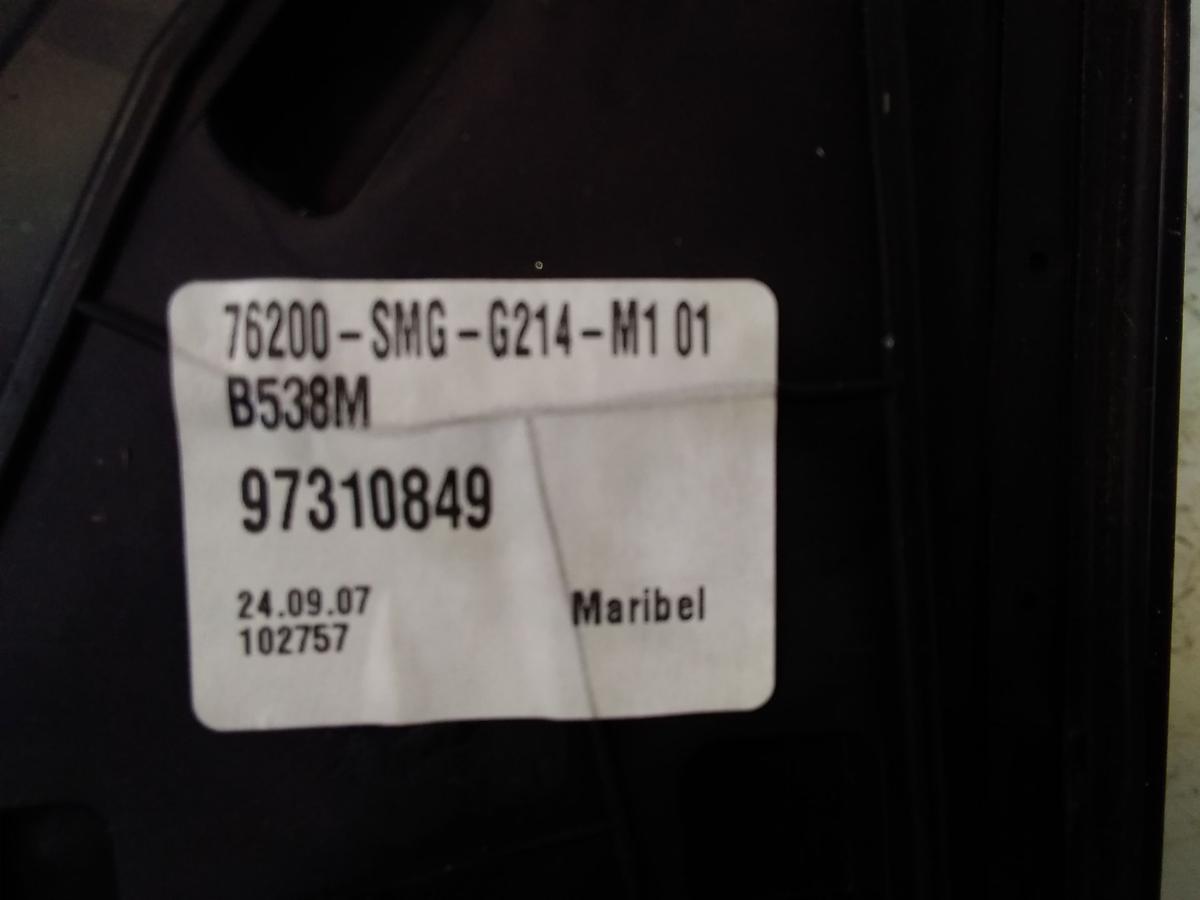 76200-SMG-G214-M1 01
B538M
97310849
24.09.07
102757
Maribel